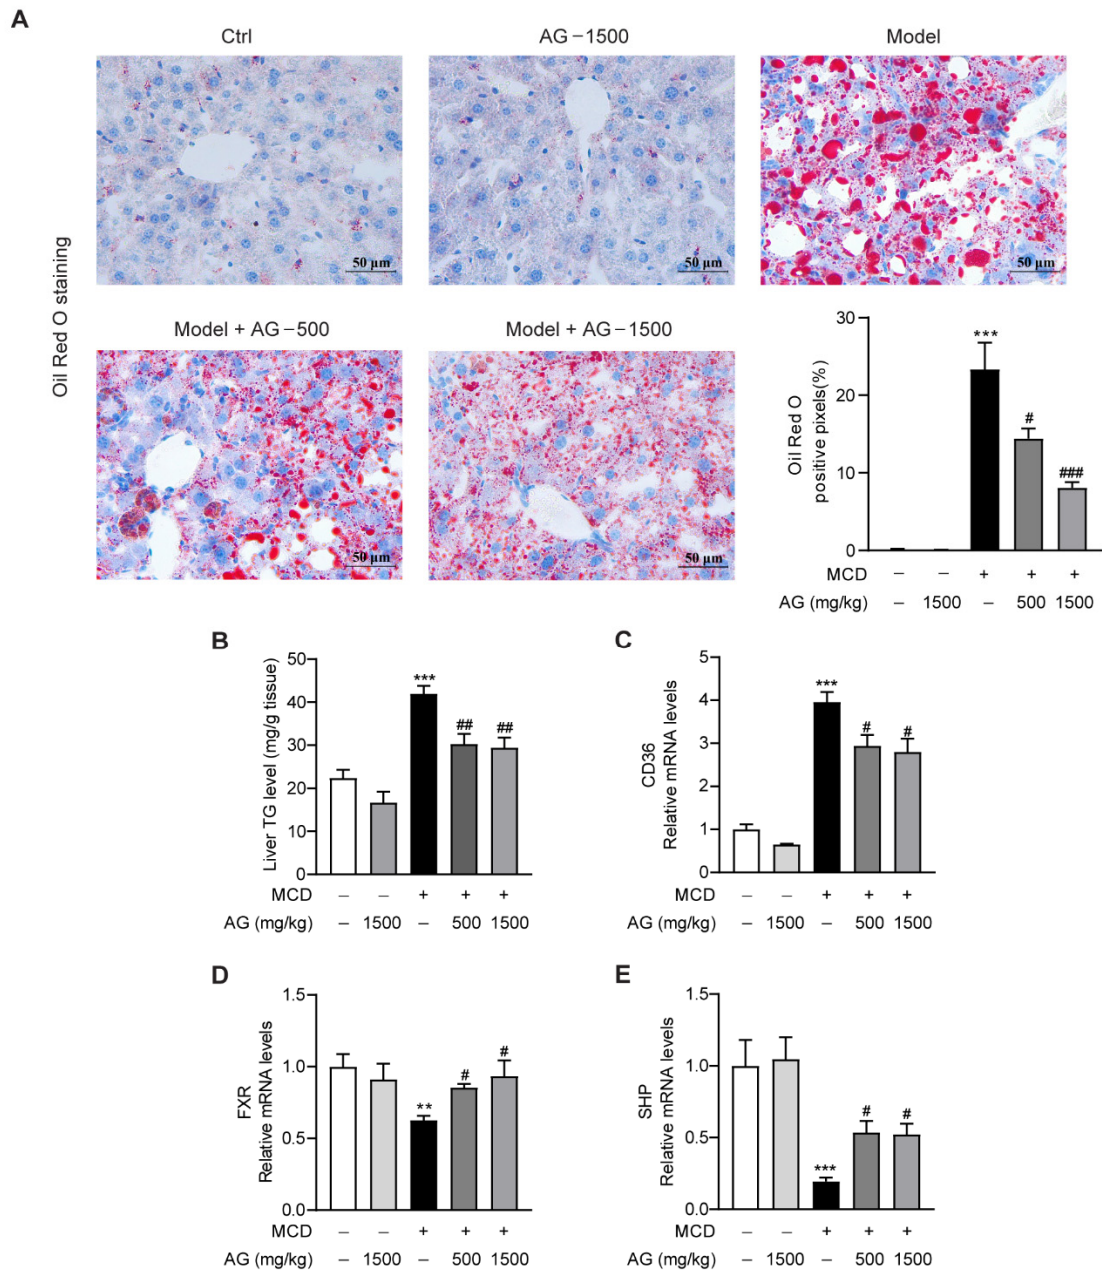 A
Ctrl
AG –1500
Model
Oil Red O staining
50 µm
50 µm
50 µm
Model + AG –500
Model + AG –1500
50 µm
50 µm
Oil Red O
positive pixels(%)
30
20
10
0
***
#
###
MCD – – + + +
AG (mg/kg) – 1500 – 500 1500
B
Liver TG level (mg/g tissue)
50
40
30
20
10
0
***
##
##
MCD – – + + +
AG (mg/kg) – 1500 – 500 1500
C
CD36
Relative mRNA levels
5
4
3
2
1
0
***
#
#
MCD – – + + +
AG (mg/kg) – 1500 – 500 1500
D
FXR
Relative mRNA levels
1.5
1.0
0.5
0.0
**
#
#
MCD – – + + +
AG (mg/kg) – 1500 – 500 1500
E
SHP
Relative mRNA levels
1.5
1.0
0.5
0.0
***
#
#
MCD – – + + +
AG (mg/kg) – 1500 – 500 1500